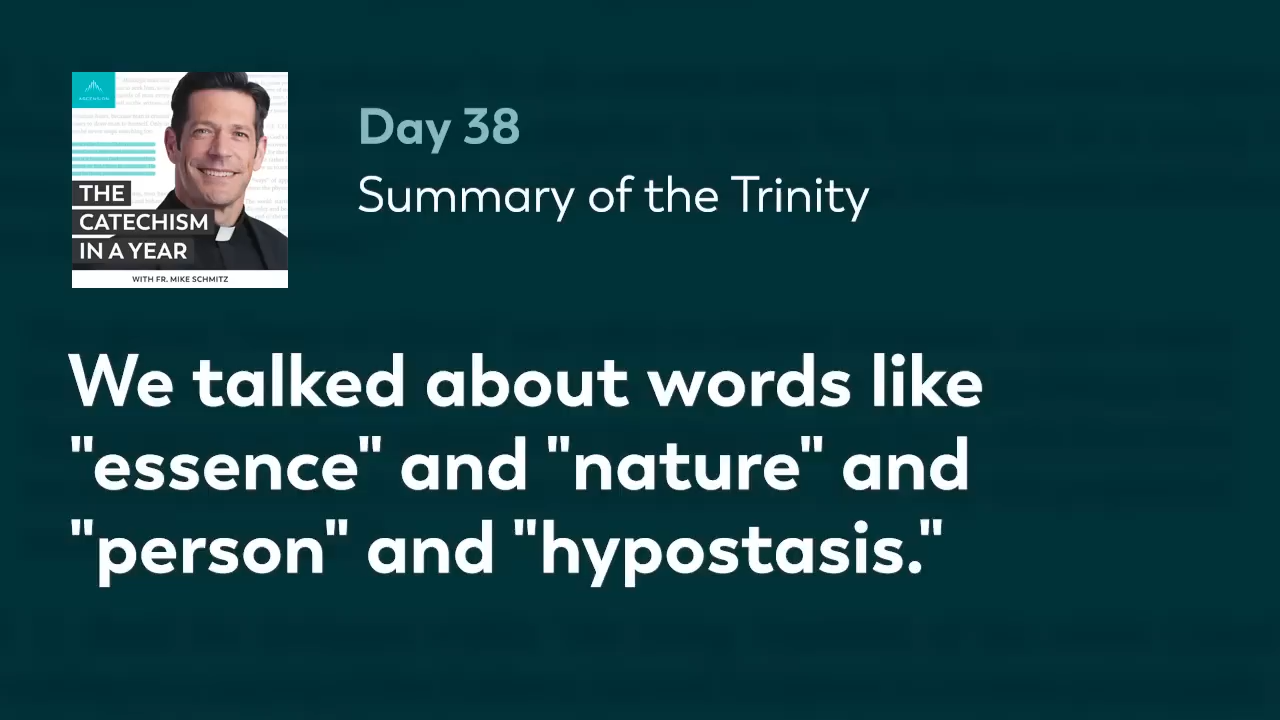 ASCENSION
THE
CATECHISM
IN A YEAR
WITH FR. MIKE SCHMITZ
Day 38
Summary of the Trinity
We talked about words like
"essence" and "nature" and
"person" and "hypostasis."